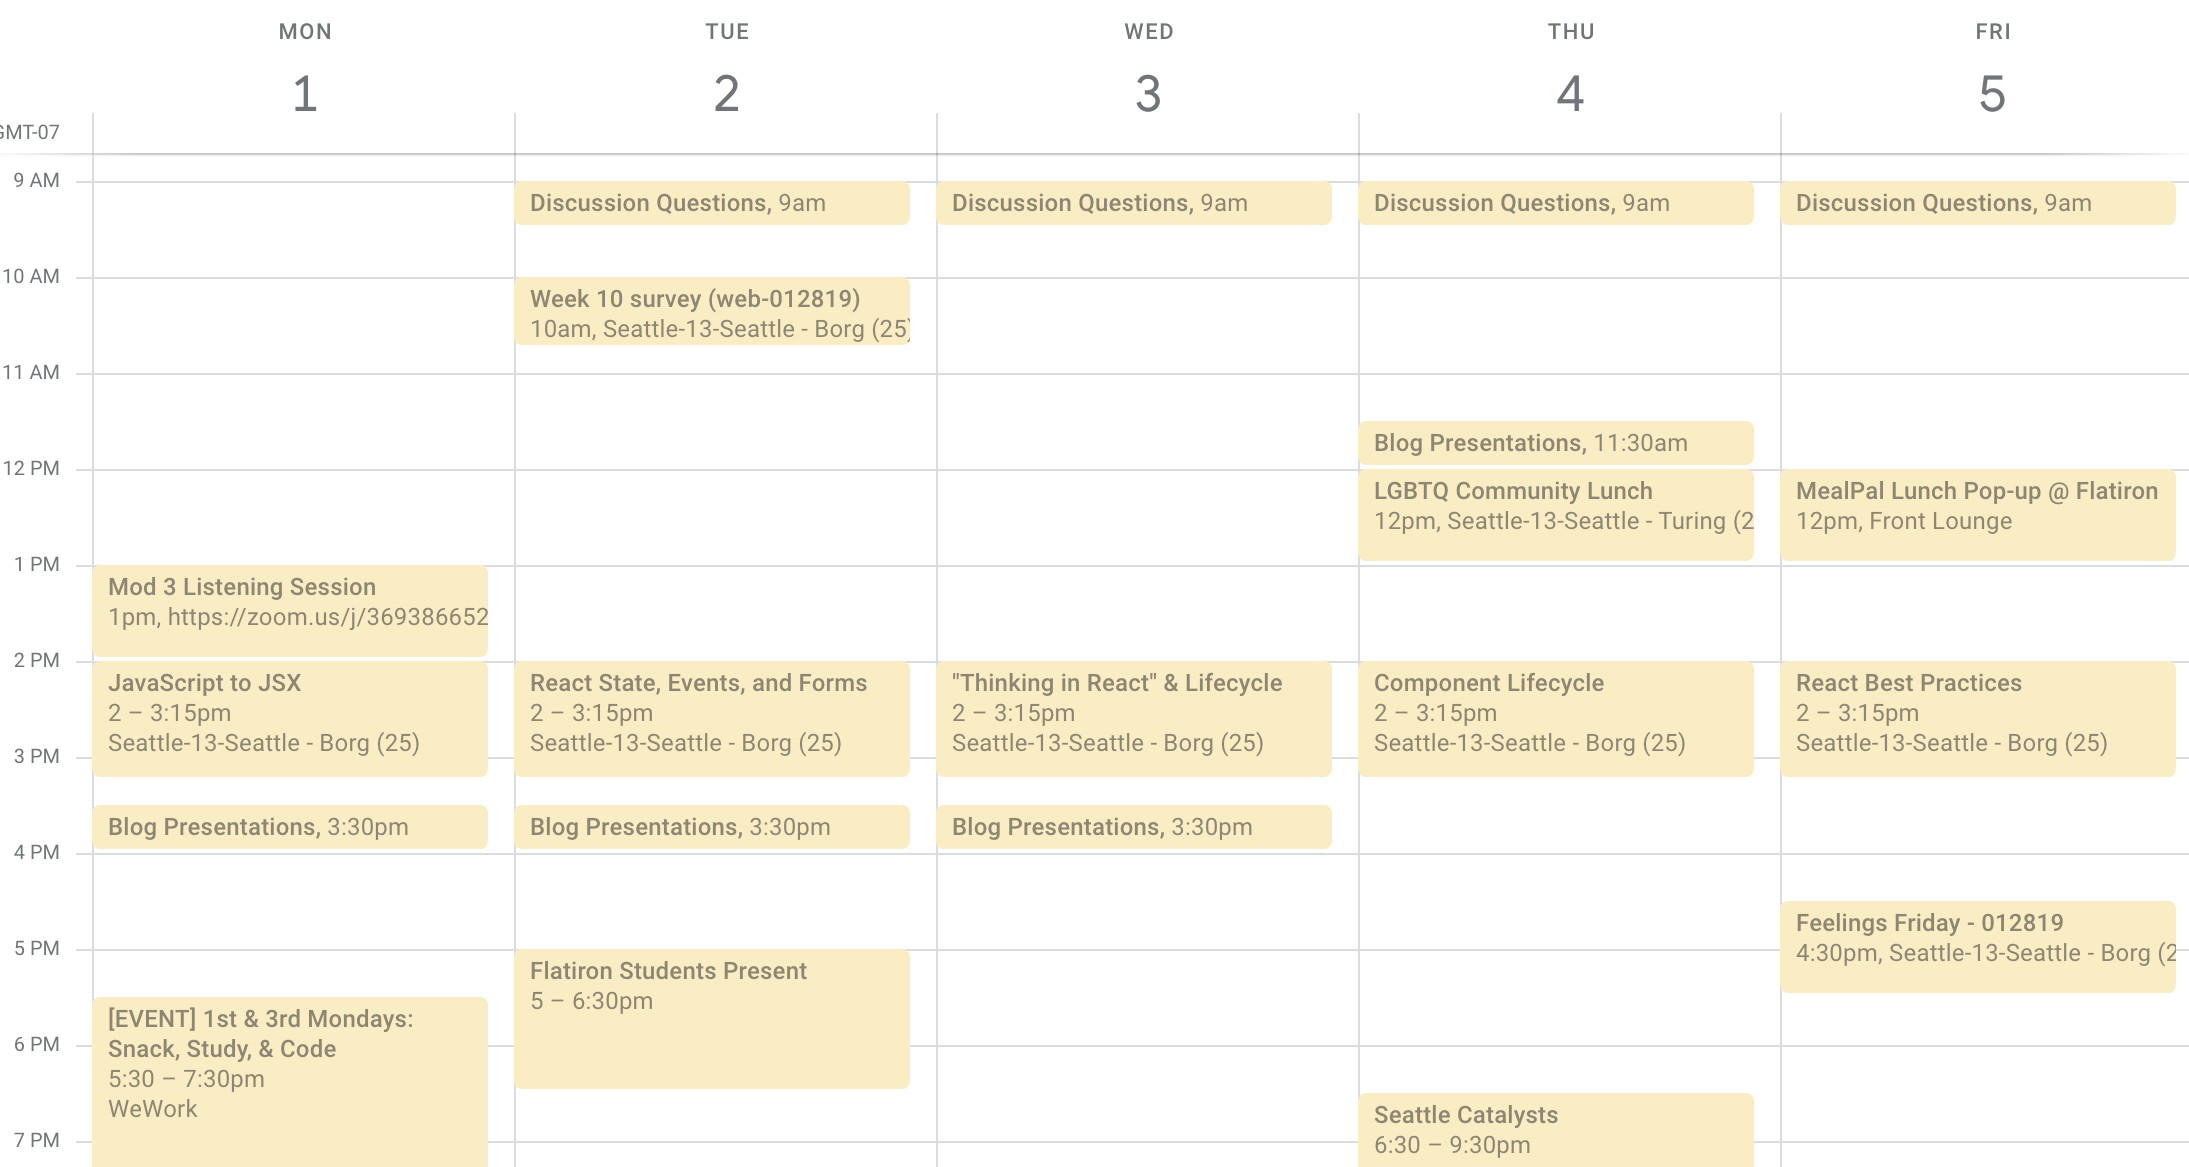 MON
TUE
WED
THU
FRI
1
2
3
4
5
GMT-07
9 AM
10 AM
11 AM
12 PM
1 PM
2 PM
3 PM
4 PM
5 PM
6 PM
7 PM
Mod 3 Listening Session
1pm, https://zoom.us/j/369386652
JavaScript to JSX
2 – 3:15pm
Seattle-13-Seattle - Borg (25)
Blog Presentations, 3:30pm
[EVENT] 1st & 3rd Mondays:
Snack, Study, & Code
5:30 – 7:30pm
WeWork
Discussion Questions, 9am
Week 10 survey (web-012819)
10am, Seattle-13-Seattle - Borg (25)
React State, Events, and Forms
2 – 3:15pm
Seattle-13-Seattle - Borg (25)
Blog Presentations, 3:30pm
Flatiron Students Present
5 – 6:30pm
Discussion Questions, 9am
"Thinking in React" & Lifecycle
2 – 3:15pm
Seattle-13-Seattle - Borg (25)
Blog Presentations, 3:30pm
Discussion Questions, 9am
Blog Presentations, 11:30am
LGBTQ Community Lunch
12pm, Seattle-13-Seattle - Turing (2
Component Lifecycle
2 – 3:15pm
Seattle-13-Seattle - Borg (25)
Seattle Catalysts
6:30 – 9:30pm
Discussion Questions, 9am
MealPal Lunch Pop-up @ Flatiron
12pm, Front Lounge
React Best Practices
2 – 3:15pm
Seattle-13-Seattle - Borg (25)
Feelings Friday - 012819
4:30pm, Seattle-13-Seattle - Borg (2